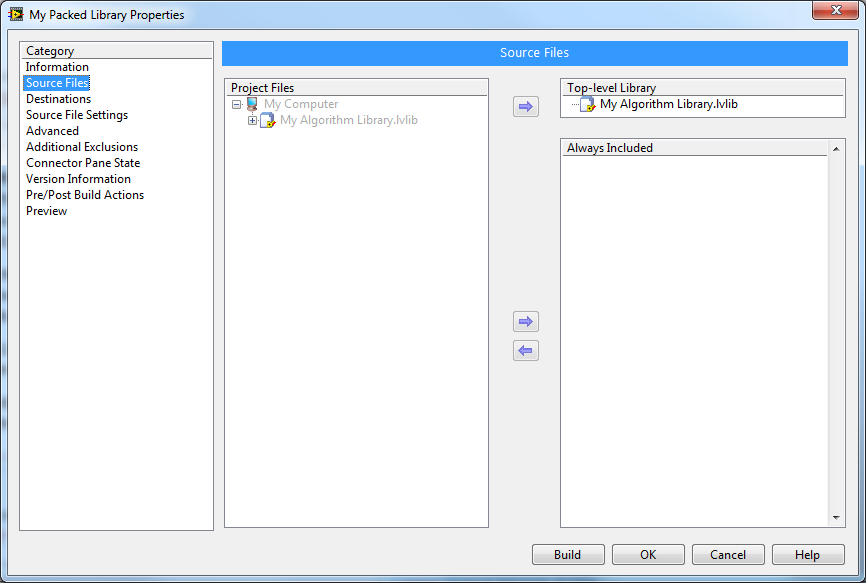 My Packed Library Properties
Category
Information
Source Files
Destinations
Source File Settings
Advanced
Additional Exclusions
Connector Pane State
Version Information
Pre/Post Build Actions
Preview
Source Files
Project Files
My Computer
My Algorithm Library.lvlib
Top-level Library
My Algorithm Library.lvlib
Always Included
Build
OK
Cancel
Help